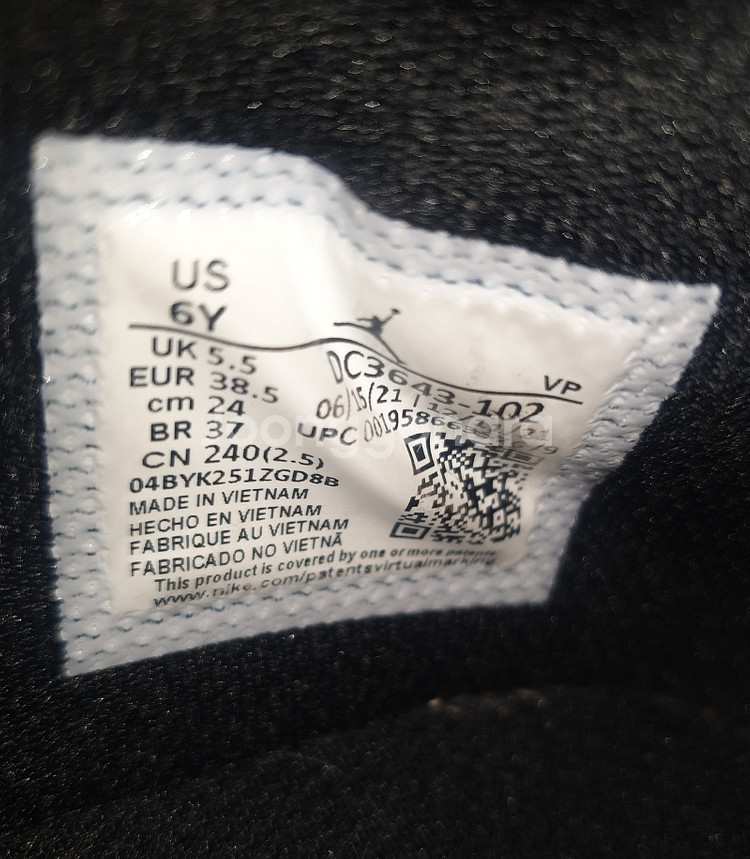 US
6Y
VP
UK 5.5
EUR 38.5
cm 24
BR 37
CN 240(2.5)
DC3643-102
06/15/21
UPC
04BYK251ZGD8B
MADE IN VIETNAM
HECHO EN VIETNAM
FABRIQUE AU VIETNAM
FABRICADO NO VIETNÃ
This product is covered by one or more patents.
www.nike.com/patentsvirtualmarking